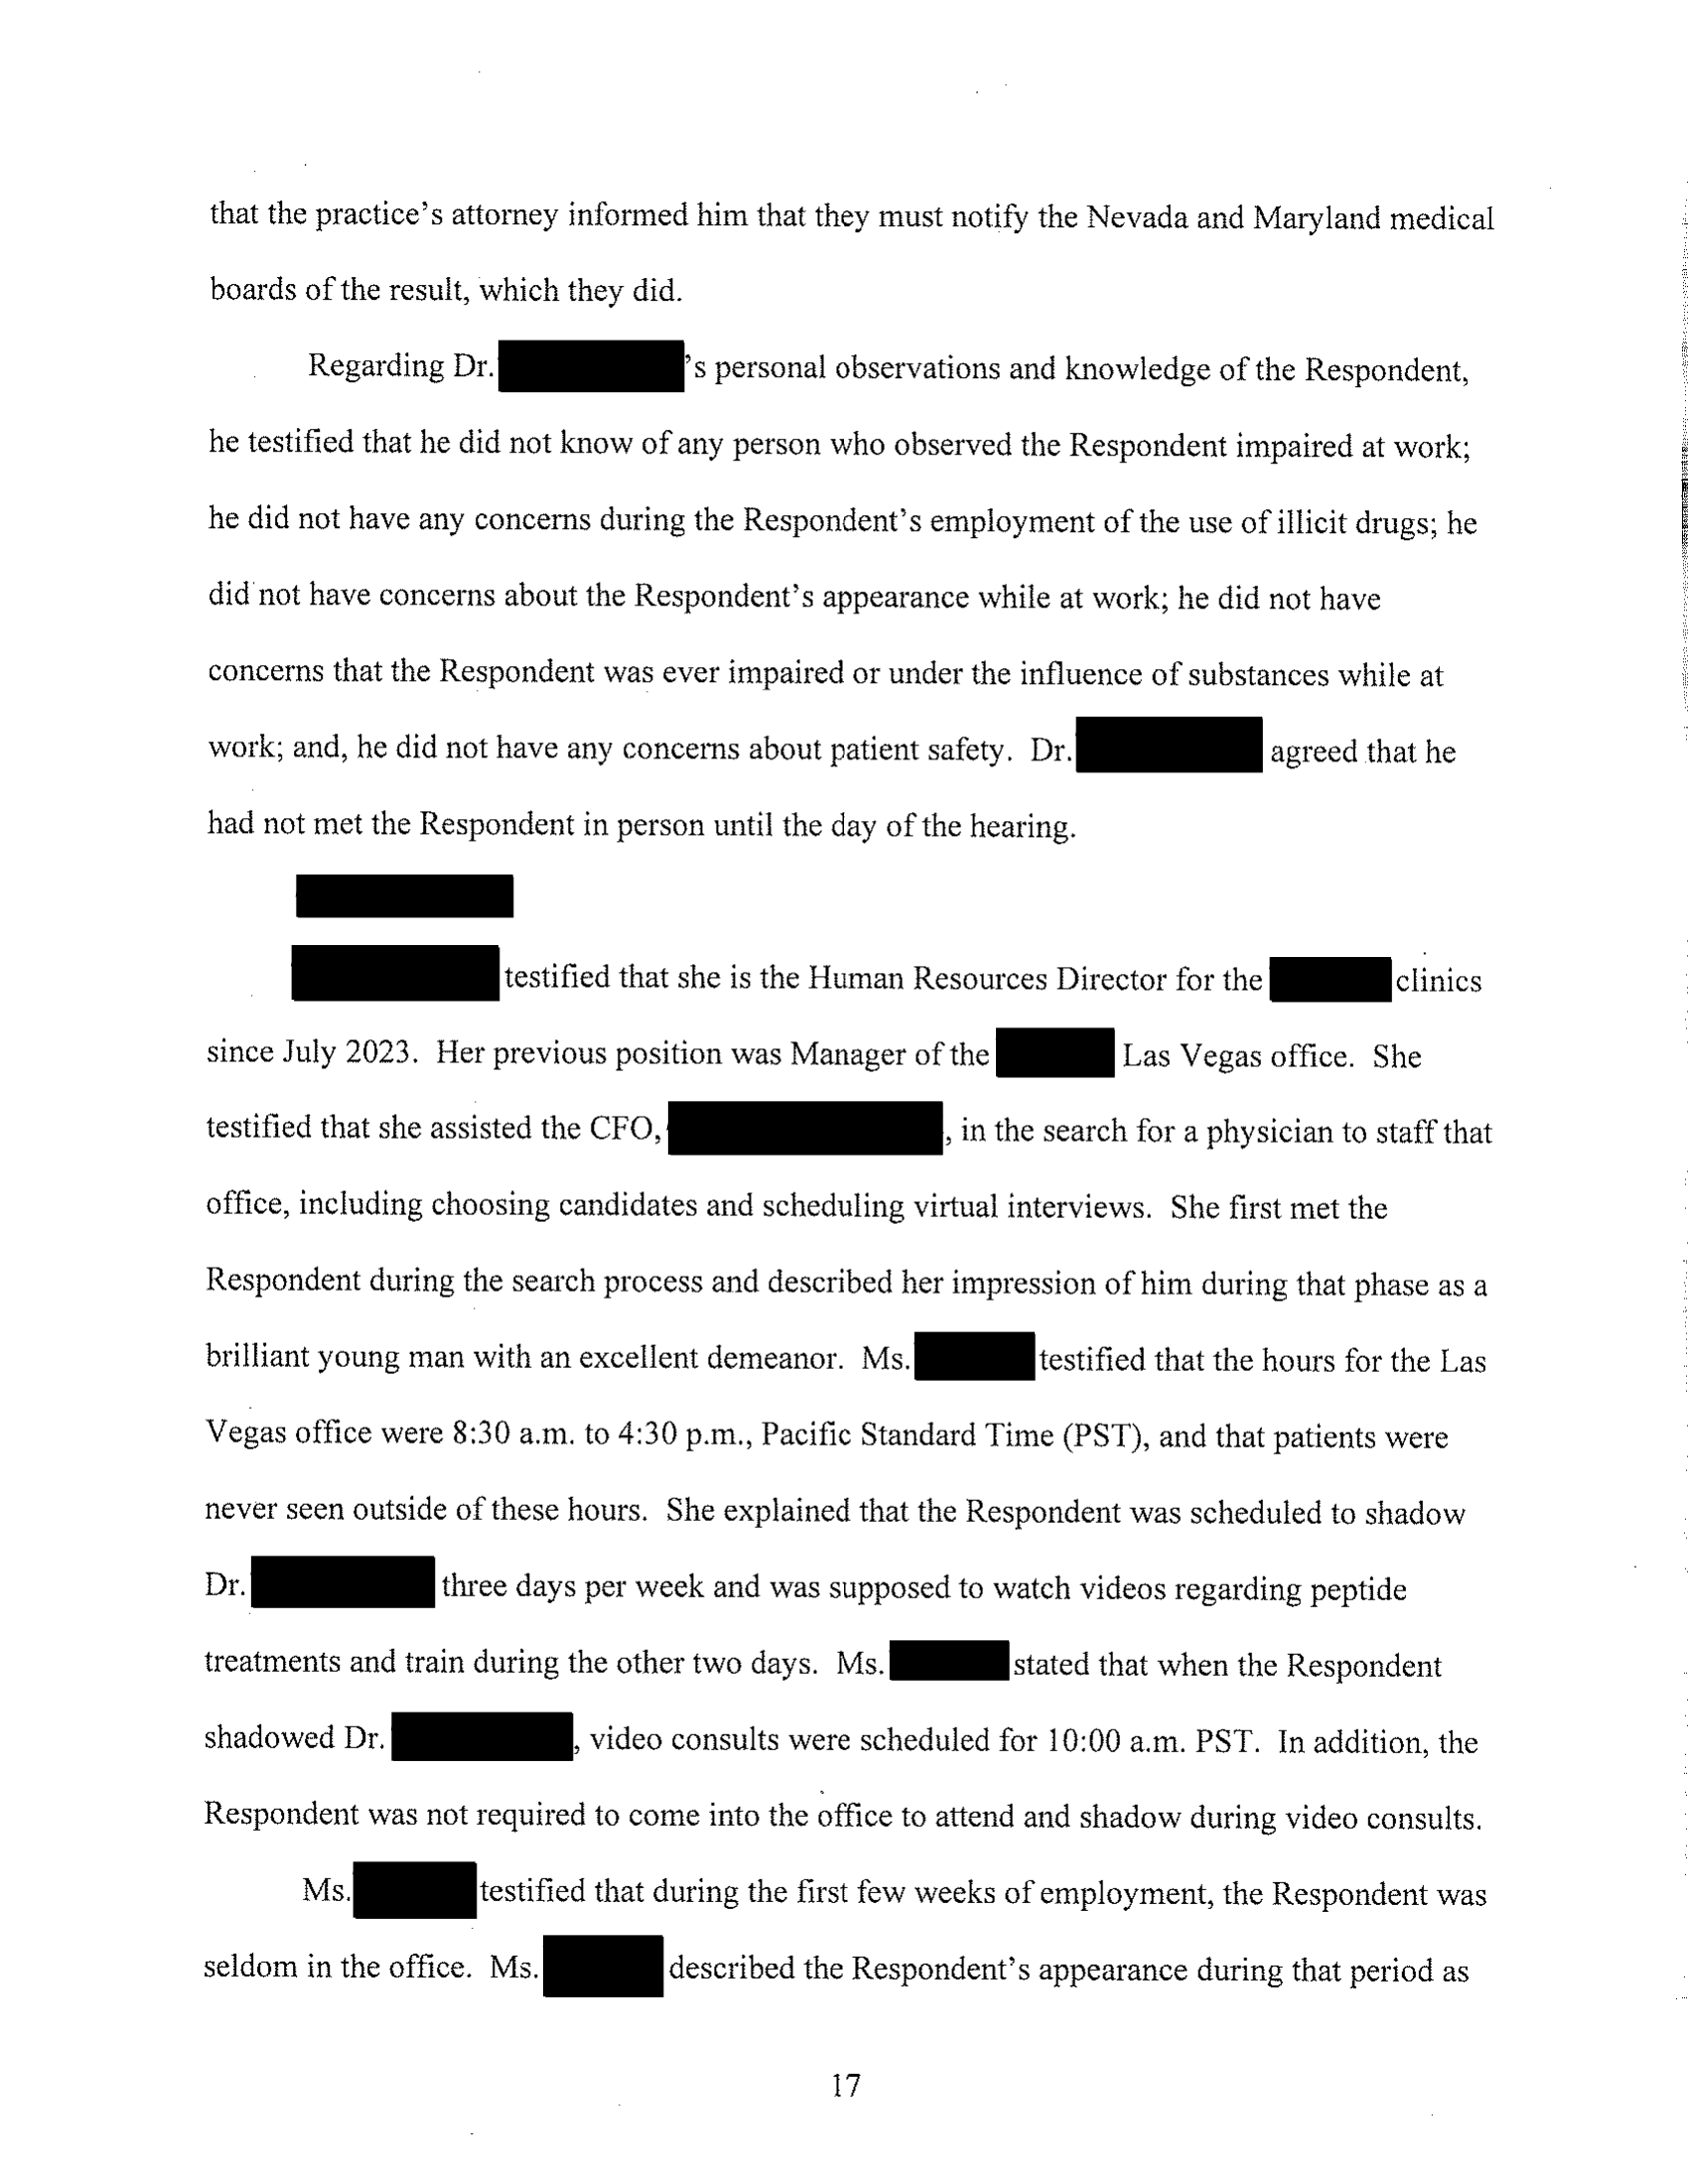 that the practice's attorney informed him that they must notify the Nevada and Maryland medical
boards of the result, which they did.
Regarding Dr. 's personal observations and knowledge of the Respondent,
he testified that he did not know of any person who observed the Respondent impaired at work;
he did not have any concerns during the Respondent's employment of the use of illicit drugs; he
did not have concerns about the Respondent's appearance while at work; he did not have
concerns that the Respondent was ever impaired or under the influence of substances while at
work; and, he did not have any concerns about patient safety. Dr. agreed that he
had not met the Respondent in person until the day of the hearing.
testified that she is the Human Resources Director for the clinics
since July 2023. Her previous position was Manager of the Las Vegas office. She
testified that she assisted the CFO, , in the search for a physician to staff that
office, including choosing candidates and scheduling virtual interviews. She first met the
Respondent during the search process and described her impression of him during that phase as a
brilliant young man with an excellent demeanor. Ms. testified that the hours for the Las
Vegas office were 8:30 a.m. to 4:30 p.m., Pacific Standard Time (PST), and that patients were
never seen outside of these hours. She explained that the Respondent was scheduled to shadow
Dr. three days per week and was supposed to watch videos regarding peptide
treatments and train during the other two days. Ms. stated that when the Respondent
shadowed Dr. , video consults were scheduled for 10:00 a.m. PST. In addition, the
Respondent was not required to come into the office to attend and shadow during video consults.
Ms. testified that during the first few weeks of employment, the Respondent was
seldom in the office. Ms. described the Respondent's appearance during that period as
17